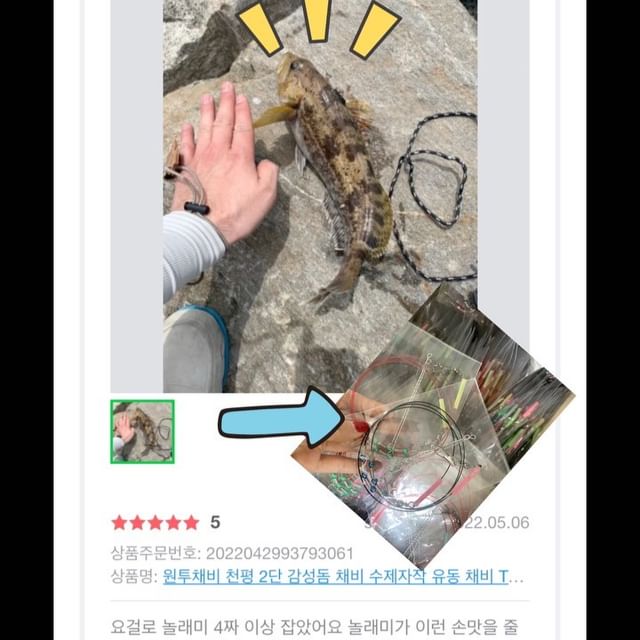 5
22.05.06
상품주문번호: 2022042993793061
상품명: 원투채비 천평 2단 감성돔 채비 수제자작 유동 채비 T...
요걸로 놀래미 4짜 이상 잡았어요 놀래미가 이런 손맛을 줄